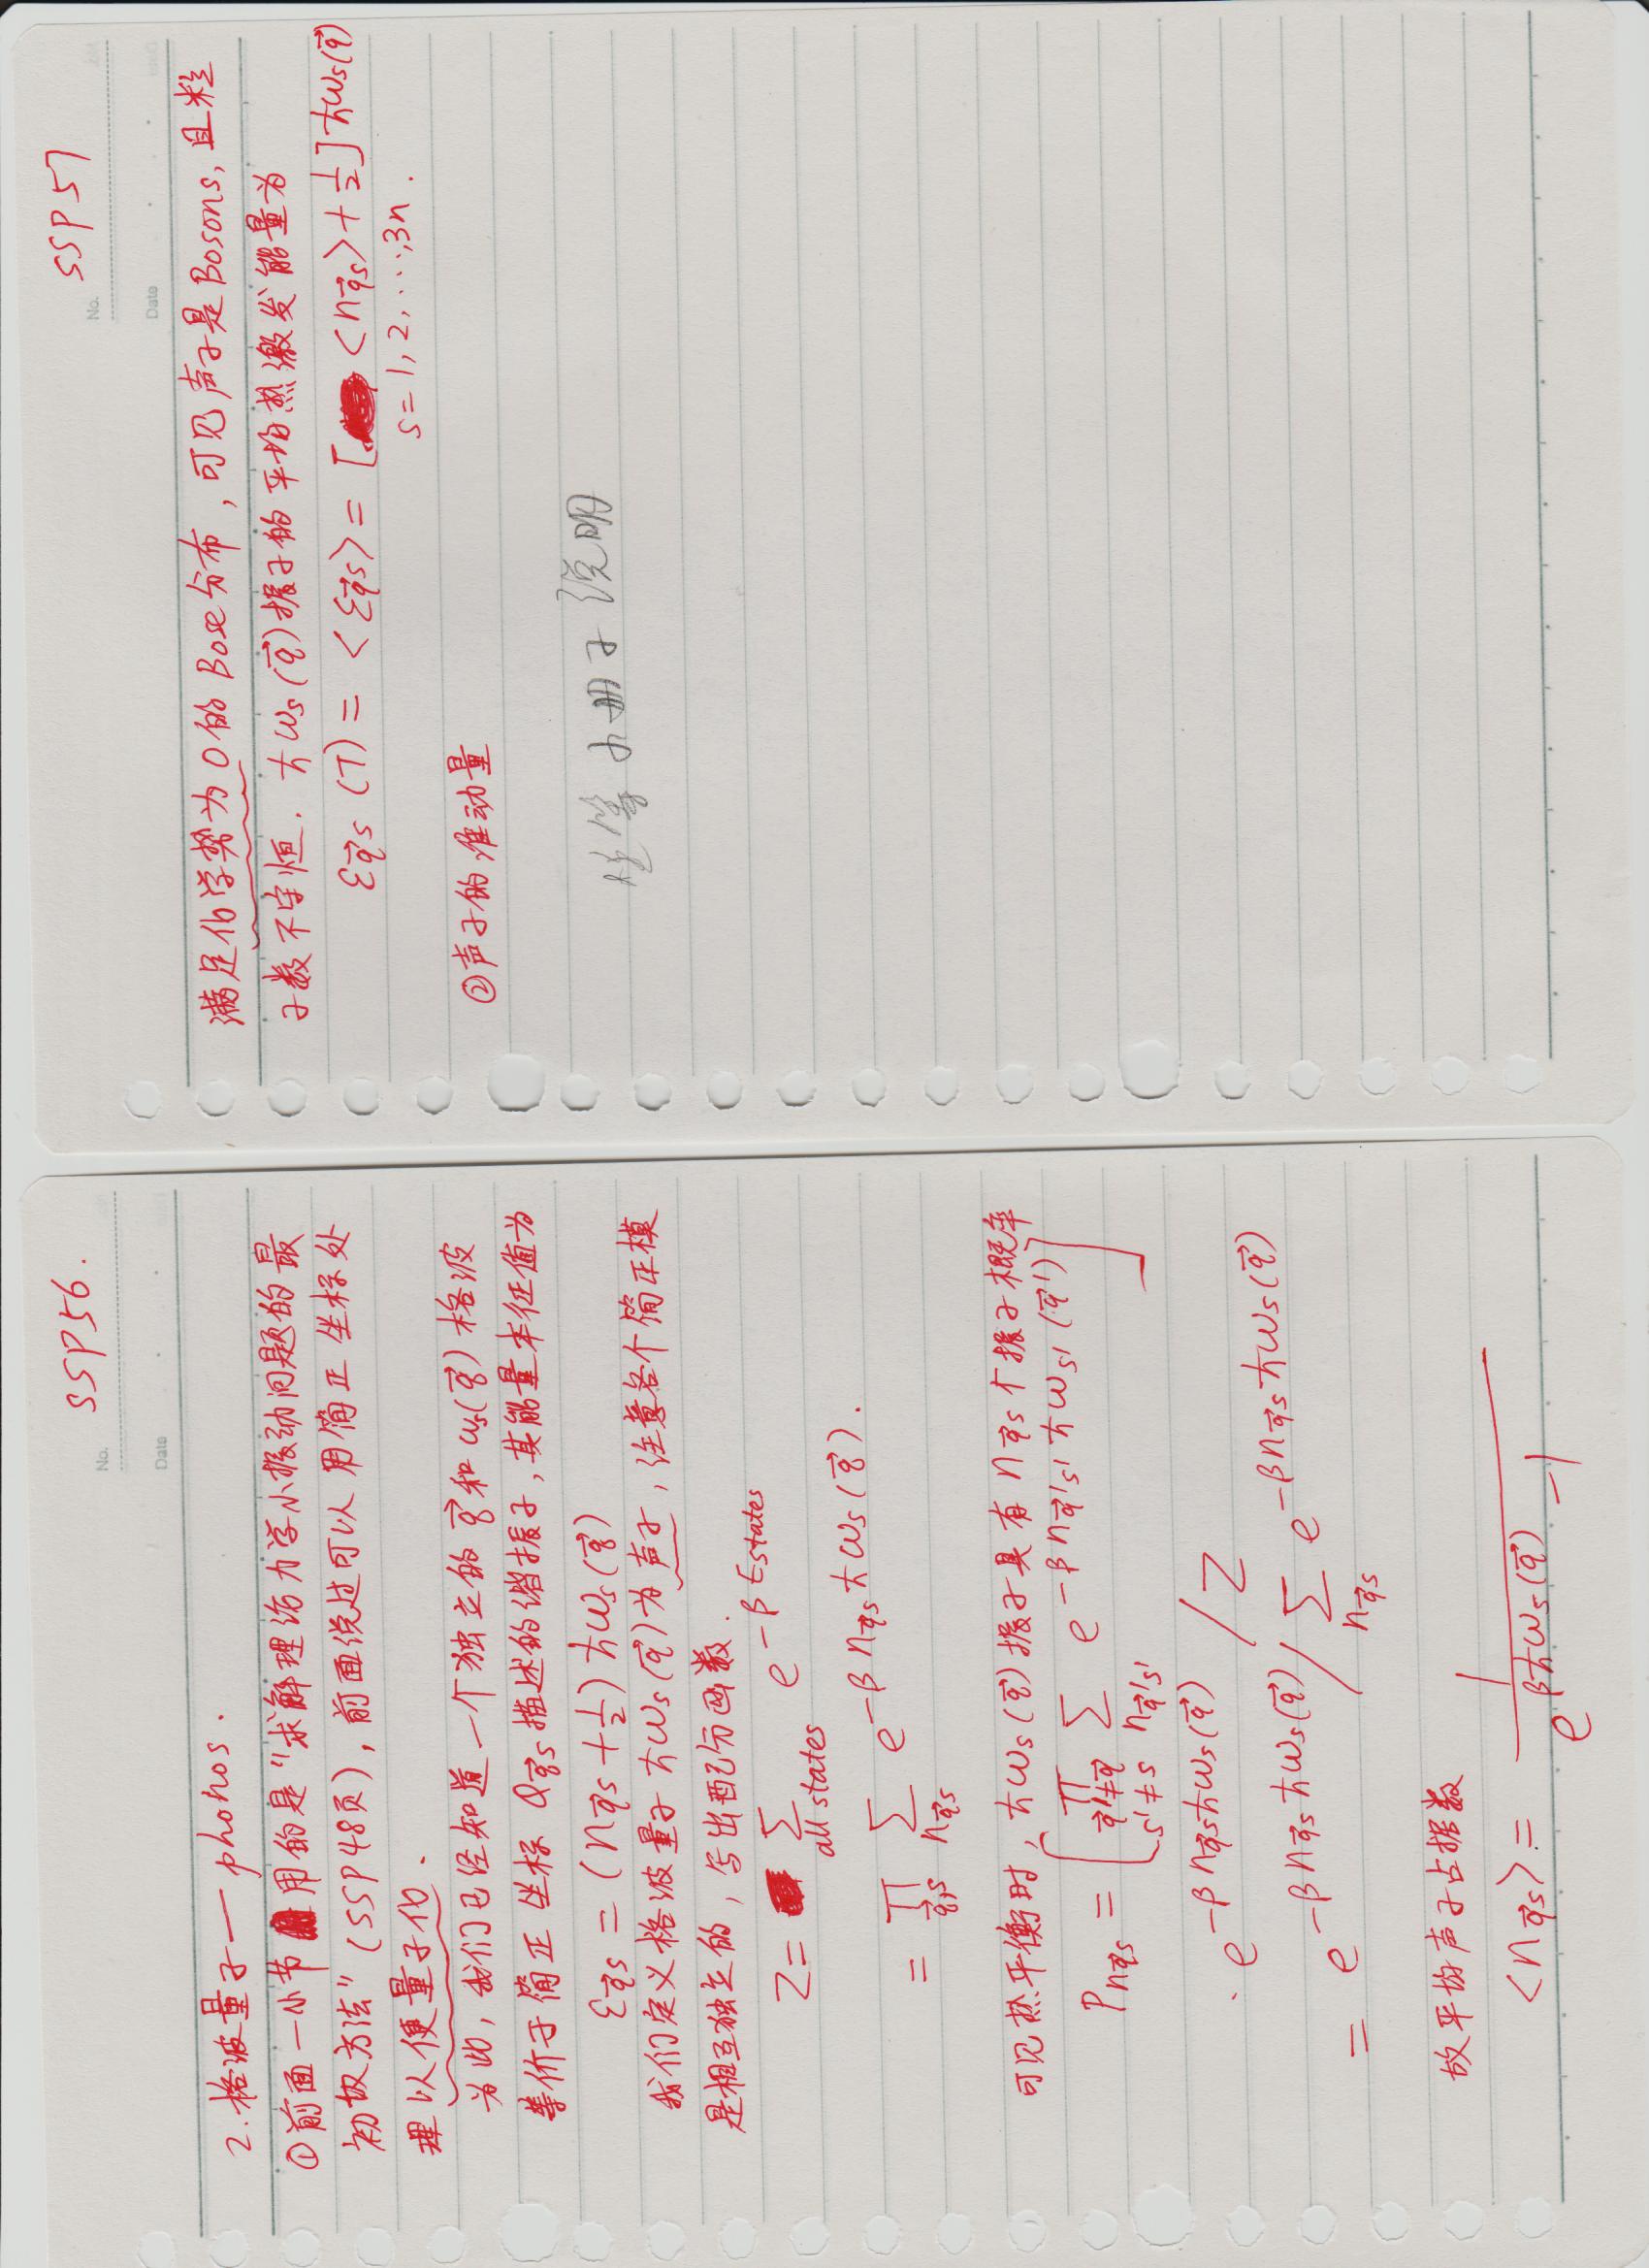 SSP56.
No.
Date
2.格波量子—phonos.
①前面一小节用的是"求解理论力学小振动问题的最
初级方法"(SSP48页),前面说过可以用简正坐标处
理以便量子化.
为此,我们已经知道一个独立的 $\vec{q}$ 和 $\omega_s(\vec{q})$ 格波
等价于简正坐标 $Q_{\vec{q}s}$ 描述的谐振子,其能量本征值为
$\varepsilon_{\vec{q}s} = (n_{\vec{q}s}+\frac{1}{2})\hbar\omega_s(\vec{q})$
我们定义格波量子 $\hbar\omega_s(\vec{q})$ 为声子,注意各个简正模
是相互独立的,写出配分函数.
$Z = \sum_{all\ states} e^{-\beta E_{states}}$
$= \prod_{\vec{q},s} \sum_{n_{\vec{q}s}} e^{-\beta n_{\vec{q}s}\hbar\omega_s(\vec{q})}.$
可见热平衡时, $\hbar\omega_s(\vec{q})$ 振子具有 $n_{\vec{q}s}$ 个振子概率
$P_{n_{\vec{q}s}} = \left[\prod_{\vec{q}'\neq\vec{q}\ s'\neq s} \sum_{n_{\vec{q}'s'}} e^{-\beta n_{\vec{q}'s'}\hbar\omega_{s'}(\vec{q}')}\right]$
$\cdot e^{-\beta n_{\vec{q}s}\hbar\omega_s(\vec{q})} / Z$
$= e^{-\beta n_{\vec{q}s}\hbar\omega_s(\vec{q})} / \sum_{n_{\vec{q}s}} e^{-\beta n_{\vec{q}s}\hbar\omega_s(\vec{q})}$
故平均声子占据数
$\langle n_{\vec{q}s}\rangle = \frac{1}{e^{\beta\hbar\omega_s(\vec{q})}-1}$
SSP57
No.
Date
满足化学势为0的Bose分布,可见声子是Bosons,且粒
子数不守恒. $\hbar\omega_s(\vec{q})$ 振子的平均热激发能量为
$\varepsilon_{\vec{q}s}(T) = \langle\varepsilon_{\vec{q}s}\rangle = [\langle n_{\vec{q}s}\rangle+\frac{1}{2}]\hbar\omega_s(\vec{q})$
$s=1,2,\cdots,3n.$
②声子的准动量
等小册子说明